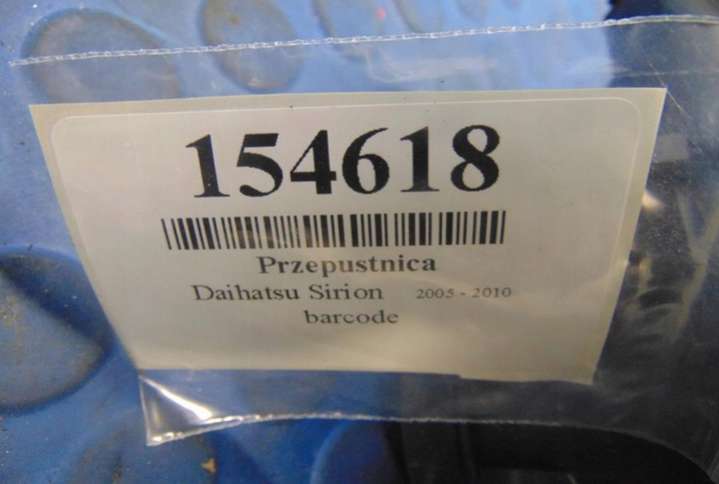 154618
Przepustnica
Daihatsu Sirion 2005 - 2010
barcode